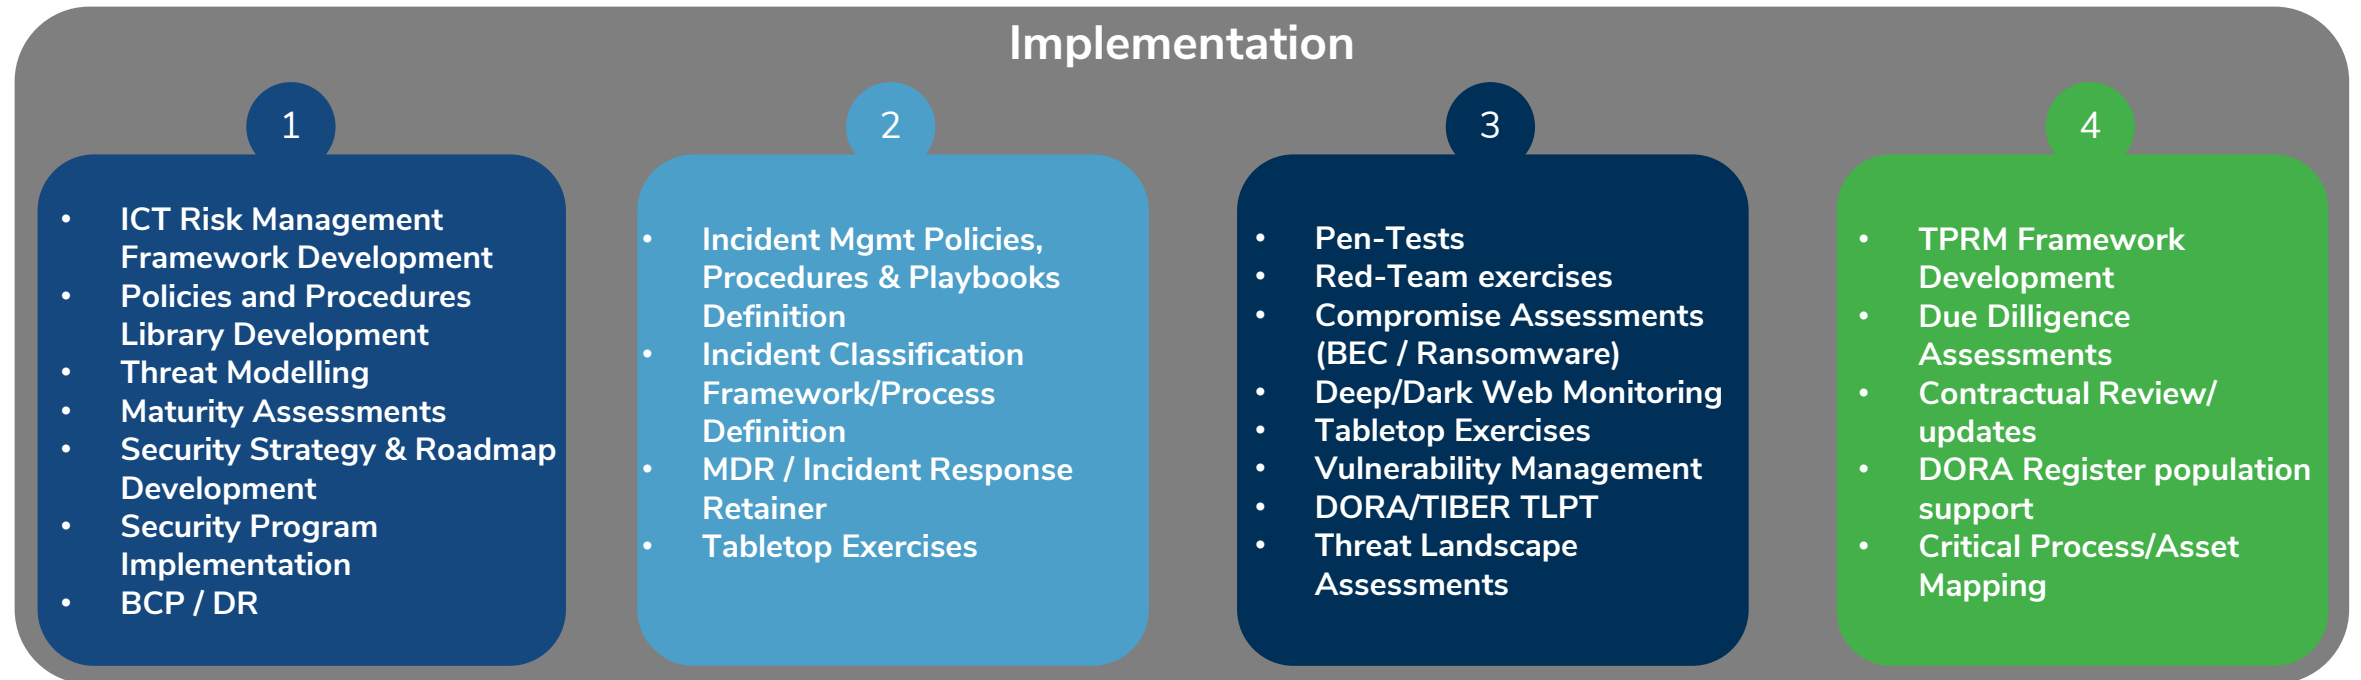 Implementation
1
• ICT Risk Management
Framework Development
• Policies and Procedures
Library Development
• Threat Modelling
• Maturity Assessments
• Security Strategy & Roadmap
Development
• Security Program
Implementation
• BCP / DR
2
• Incident Mgmt Policies,
Procedures & Playbooks
Definition
• Incident Classification
Framework/Process
Definition
• MDR / Incident Response
Retainer
• Tabletop Exercises
3
• Pen-Tests
• Red-Team exercises
• Compromise Assessments
(BEC / Ransomware)
• Deep/Dark Web Monitoring
• Tabletop Exercises
• Vulnerability Management
• DORA/TIBER TLPT
• Threat Landscape
Assessments
4
• TPRM Framework
Development
• Due Dilligence
Assessments
• Contractual Review/
updates
• DORA Register population
support
• Critical Process/Asset
Mapping